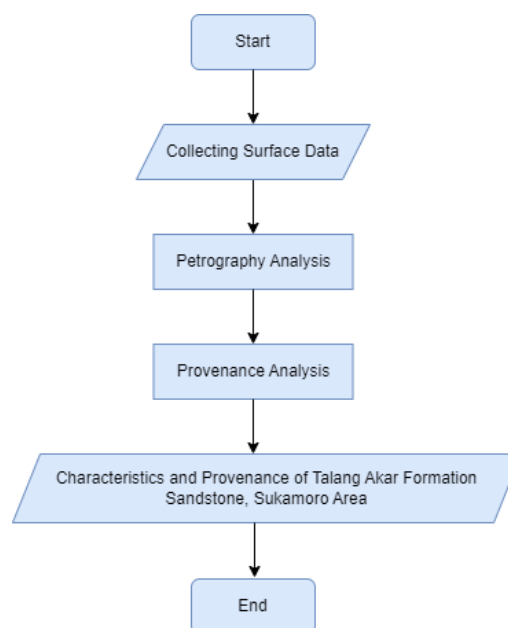 Start
Collecting Surface Data
Petrography Analysis
Provenance Analysis
Characteristics and Provenance of Talang Akar Formation
Sandstone, Sukamoro Area
End